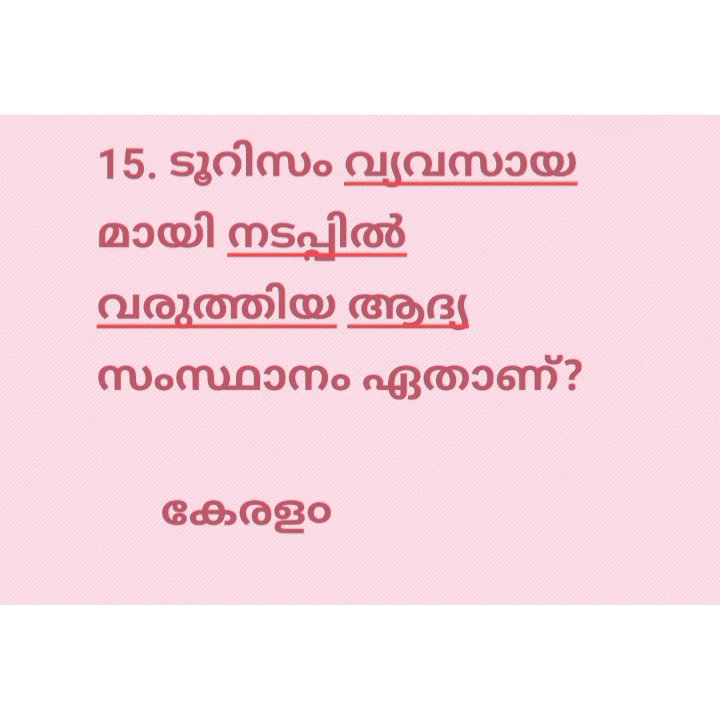 15. ടൂറിസം വ്യവസായ
മായി നടപ്പിൽ
വരുത്തിയ ആദ്യ
സംസ്ഥാനം ഏതാണ്?
കേരളം